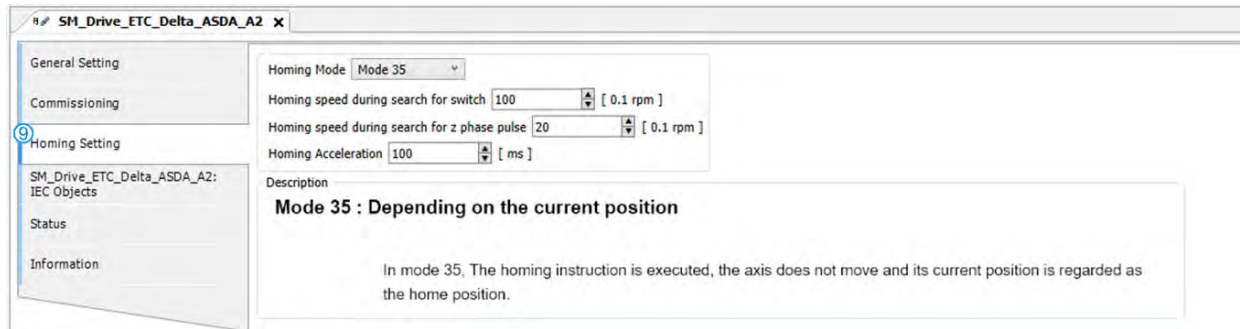 SM_Drive_ETC_Delta_ASDA_A2 X
General Setting
Commissioning
⑨
Homing Setting
SM_Drive_ETC_Delta_ASDA_A2:
IEC Objects
Status
Information
Homing Mode Mode 35
Homing speed during search for switch 100 [ 0.1 rpm ]
Homing speed during search for z phase pulse 20 [ 0.1 rpm ]
Homing Acceleration 100 [ ms ]
Description
Mode 35 : Depending on the current position
In mode 35, The homing instruction is executed, the axis does not move and its current position is regarded as
the home position.